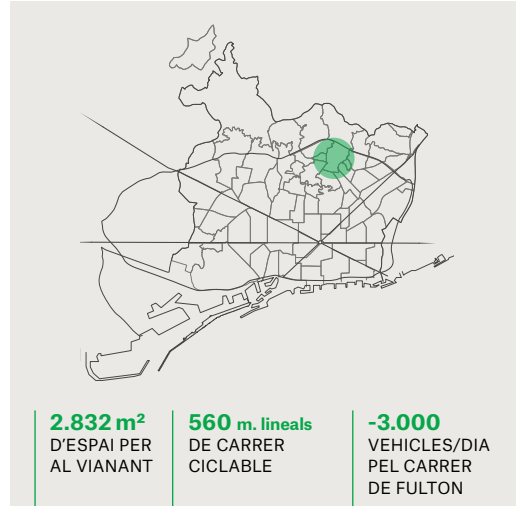 2.832 m²
D'ESPAI PER
AL VIANANT
560 m. lineals
DE CARRER
CICLABLE
-3.000
VEHICLES/DIA
PEL CARRER
DE FULTON